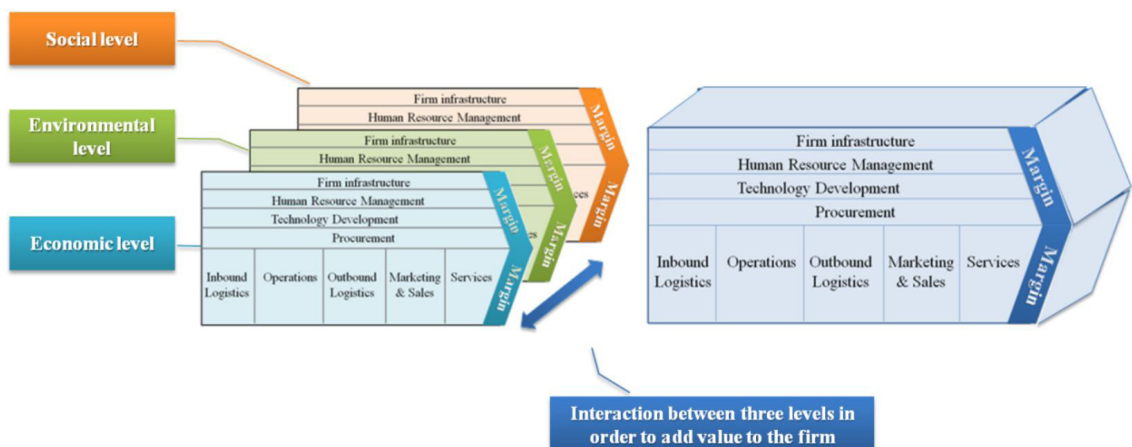 Social level
Environmental
level
Economic level
Firm infrastructure
Human Resource Management
Margin
Margin
Firm infrastructure
Human Resource Management
Margin
Margin
Firm infrastructure
Human Resource Management
Technology Development
Procurement
Inbound
Logistics
Operations
Outbound
Logistics
Marketing
& Sales
Services
Margin
Margin
Firm infrastructure
Human Resource Management
Technology Development
Procurement
Inbound
Logistics
Operations
Outbound
Logistics
Marketing
& Sales
Services
Margin
Margin
Interaction between three levels in
order to add value to the firm